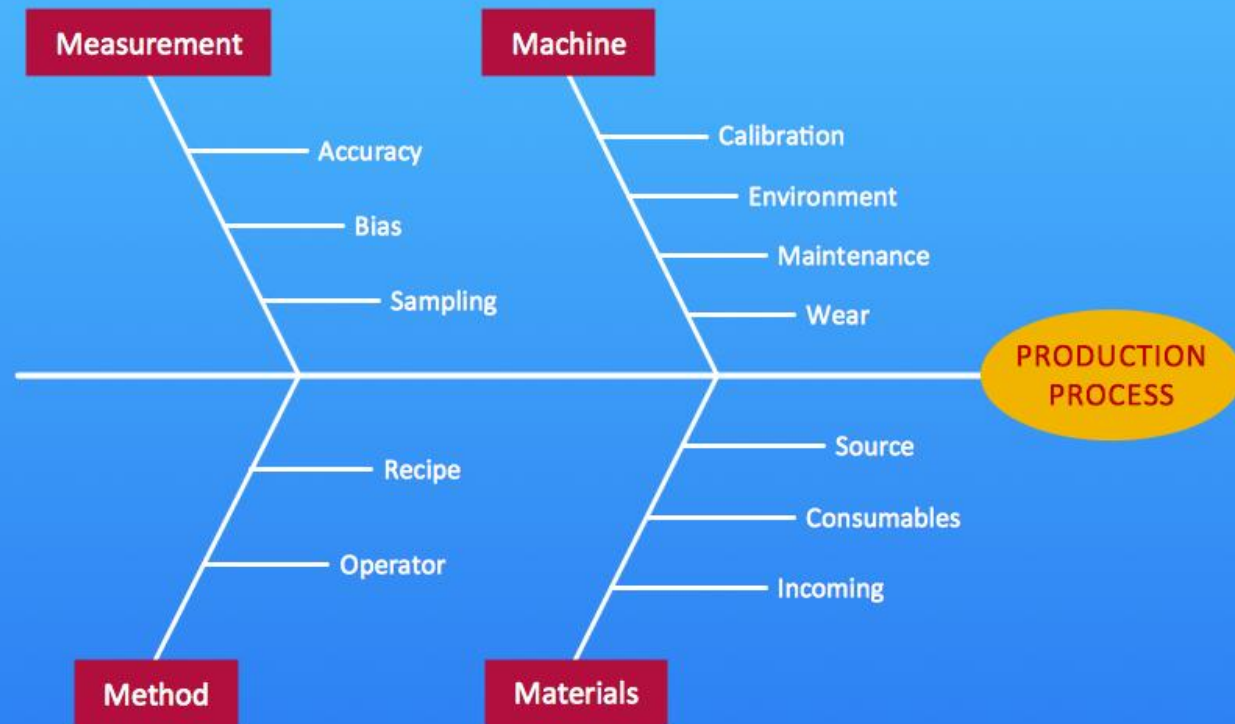 Measurement
Machine
Accuracy
Bias
Sampling
Calibration
Environment
Maintenance
Wear
PRODUCTION
PROCESS
Recipe
Operator
Source
Consumables
Incoming
Method
Materials